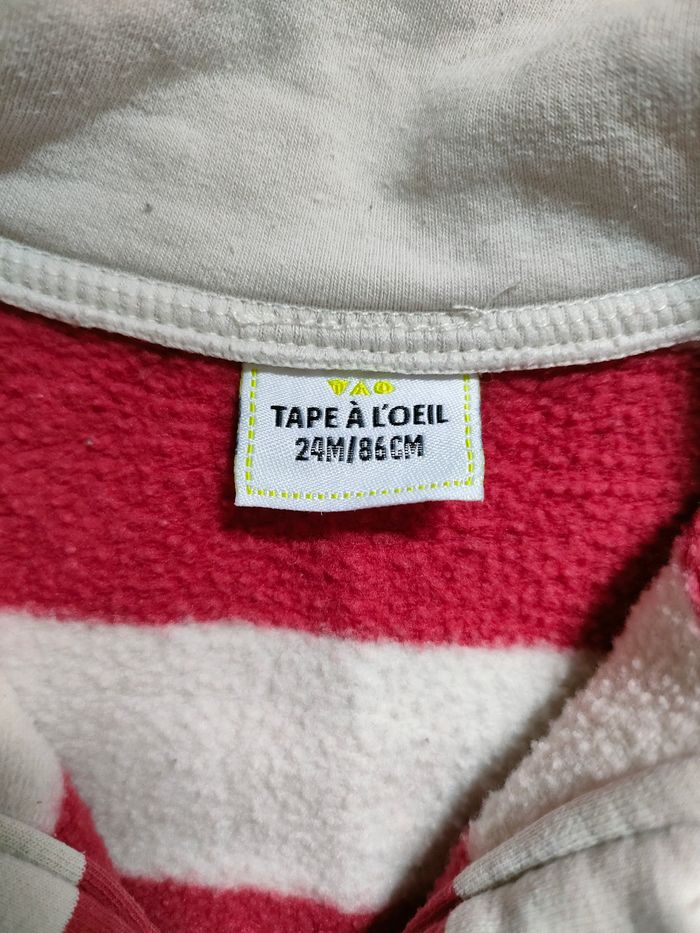 TAO
TAPE À L'OEIL
24M/86CM